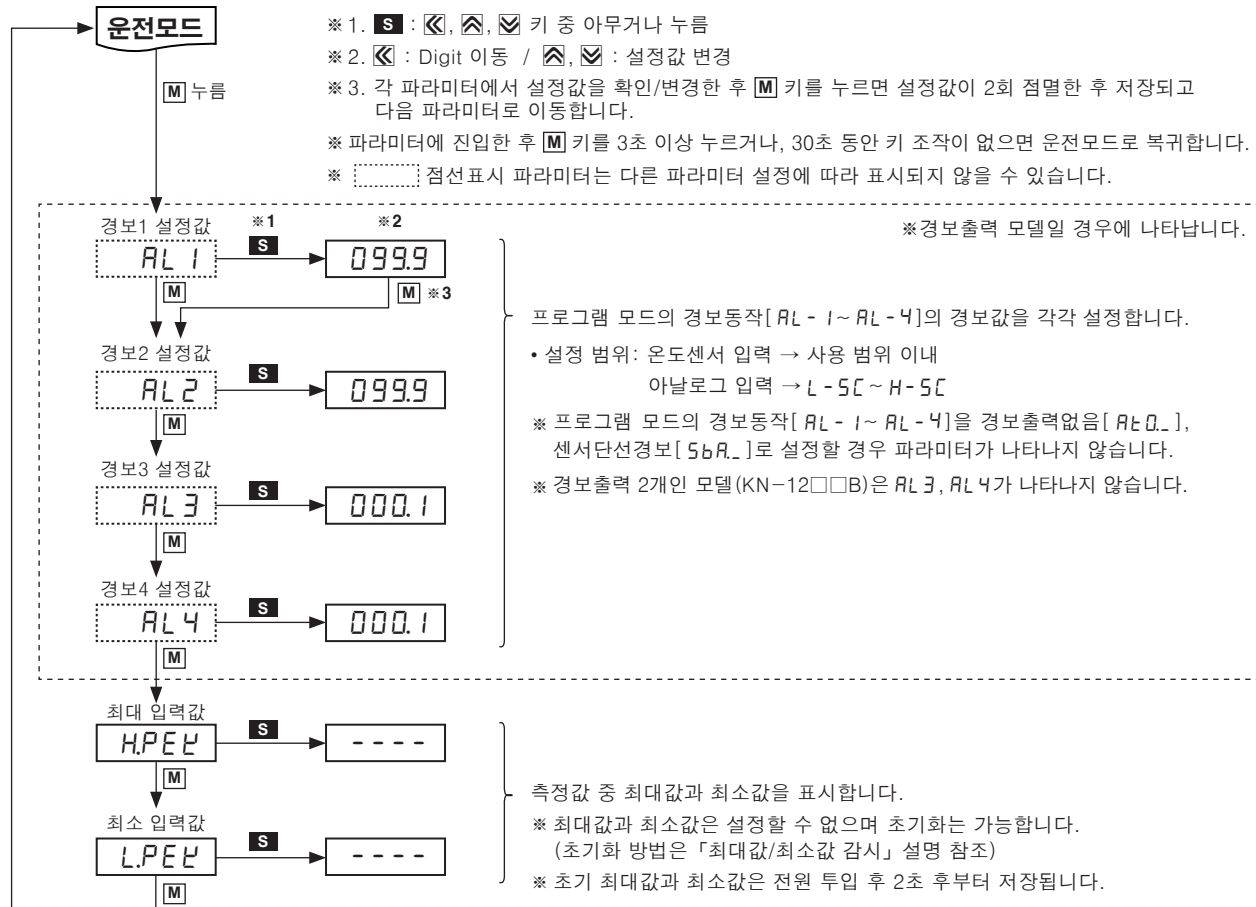 운전모드
※ 1. S : ≪, ︽, ︾ 키 중 아무거나 누름
※ 2. ≪ : Digit 이동 / ︽, ︾ : 설정값 변경
M 누름
※ 3. 각 파라미터에서 설정값을 확인/변경한 후 M 키를 누르면 설정값이 2회 점멸한 후 저장되고
다음 파라미터로 이동합니다.
※ 파라미터에 진입한 후 M 키를 3초 이상 누르거나, 30초 동안 키 조작이 없으면 운전모드로 복귀합니다.
※ 점선표시 파라미터는 다른 파라미터 설정에 따라 표시되지 않을 수 있습니다.
※경보출력 모델일 경우에 나타납니다.
경보1 설정값 ※1 ※2
AL 1 S 099.9
M M ※3
경보2 설정값
AL 2 S 099.9
M
경보3 설정값
AL 3 S 000.1
M
경보4 설정값
AL 4 S 000.1
M
프로그램 모드의 경보동작[ AL - 1 ~ AL - 4]의 경보값을 각각 설정합니다.
• 설정 범위: 온도센서 입력 → 사용 범위 이내
아날로그 입력 → L - SC ~ H - SC
※ 프로그램 모드의 경보동작[ AL - 1 ~ AL - 4]을 경보출력없음[ At0._ ],
센서단선경보[ SbA._ ]로 설정할 경우 파라미터가 나타나지 않습니다.
※ 경보출력 2개인 모델(KN-12□□B)은 AL 3, AL 4가 나타나지 않습니다.
최대 입력값
H.PEK S - - - -
M
최소 입력값
L.PEK S - - - -
M
측정값 중 최대값과 최소값을 표시합니다.
※ 최대값과 최소값은 설정할 수 없으며 초기화는 가능합니다.
(초기화 방법은 「최대값/최소값 감시」 설명 참조)
※ 초기 최대값과 최소값은 전원 투입 후 2초 후부터 저장됩니다.